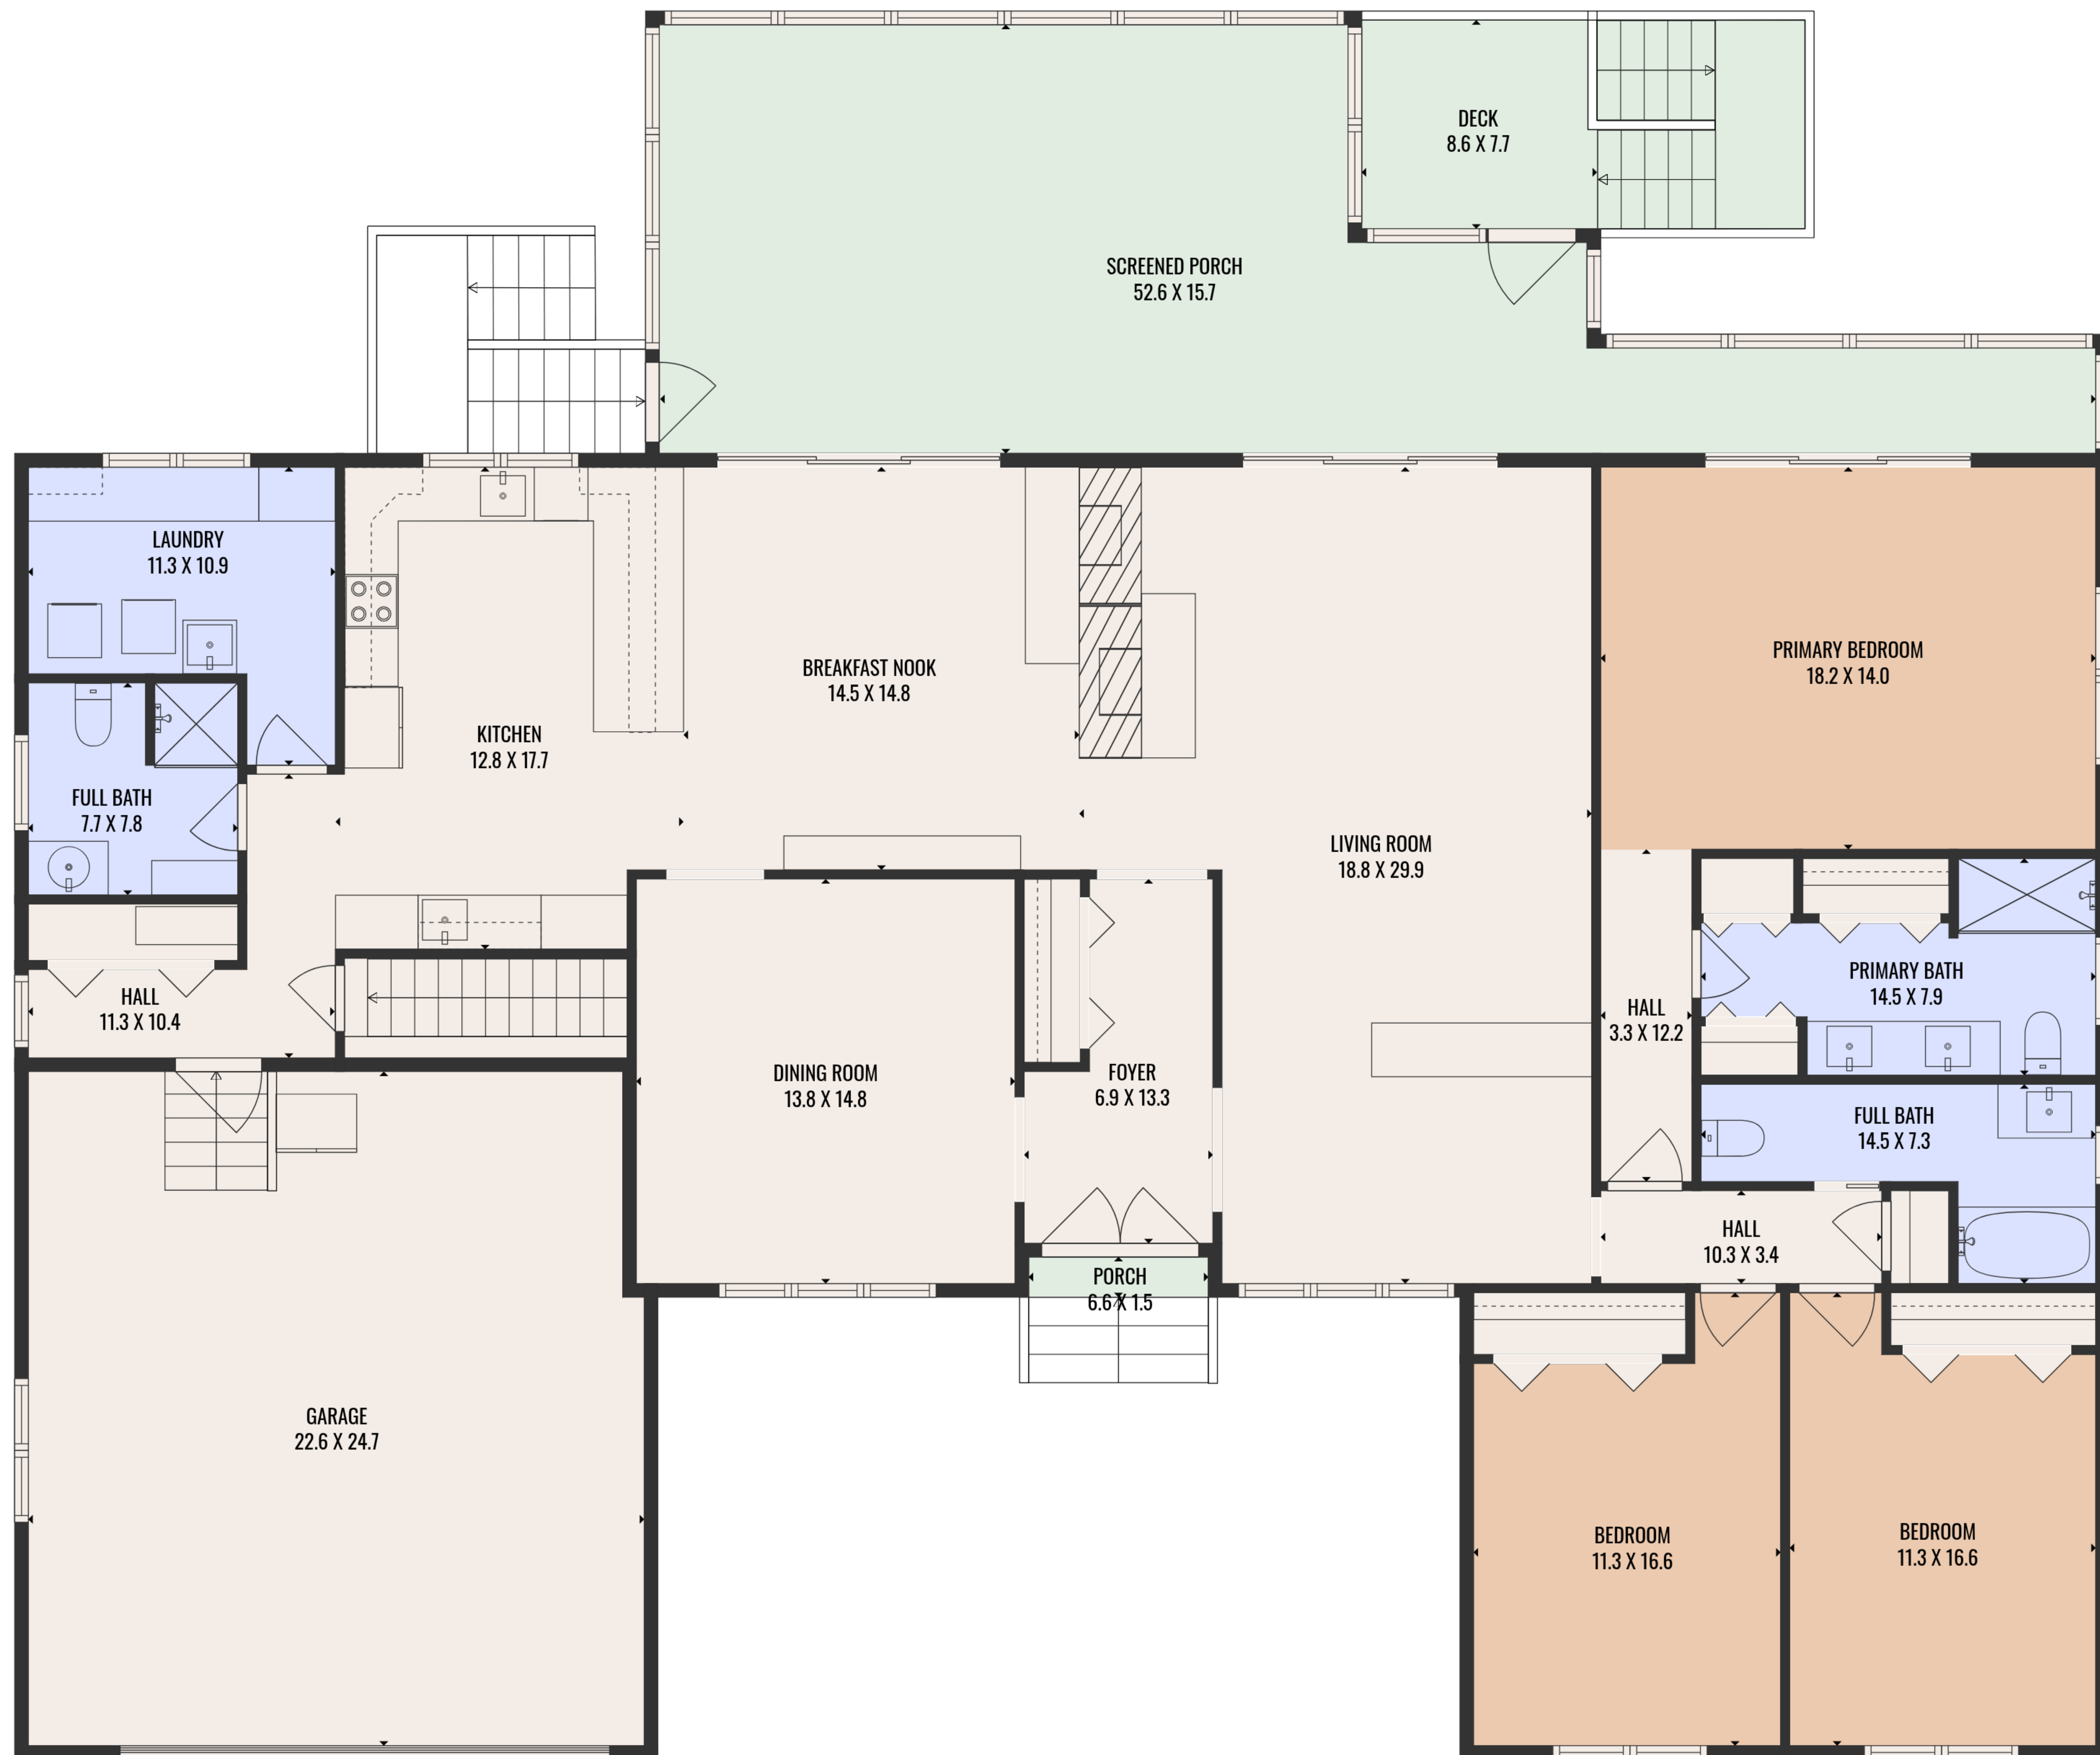 DECK
8.6 X 7.7
SCREENED PORCH
52.6 X 15.7
LAUNDRY
11.3 X 10.9
BREAKFAST NOOK
14.5 X 14.8
PRIMARY BEDROOM
18.2 X 14.0
KITCHEN
12.8 X 17.7
FULL BATH
7.7 X 7.8
LIVING ROOM
18.8 X 29.9
HALL
11.3 X 10.4
HALL
3.3 X 12.2
PRIMARY BATH
14.5 X 7.9
DINING ROOM
13.8 X 14.8
FOYER
6.9 X 13.3
FULL BATH
14.5 X 7.3
HALL
10.3 X 3.4
PORCH
6.6 X 1.5
GARAGE
22.6 X 24.7
BEDROOM
11.3 X 16.6
BEDROOM
11.3 X 16.6